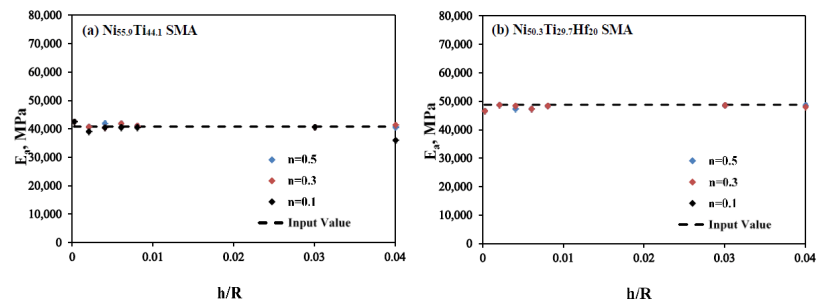 (a) Ni55.9Ti44.1 SMA
80,000
70,000
60,000
50,000
40,000
30,000
20,000
10,000
0
Ea, MPa
n=0.5
n=0.3
n=0.1
Input Value
0
0.01
0.02
0.03
0.04
h/R
(b) Ni50.3Ti29.7Hf20 SMA
80,000
70,000
60,000
50,000
40,000
30,000
20,000
10,000
0
Ea, MPa
n=0.5
n=0.3
n=0.1
Input Value
0
0.01
0.02
0.03
0.04
h/R